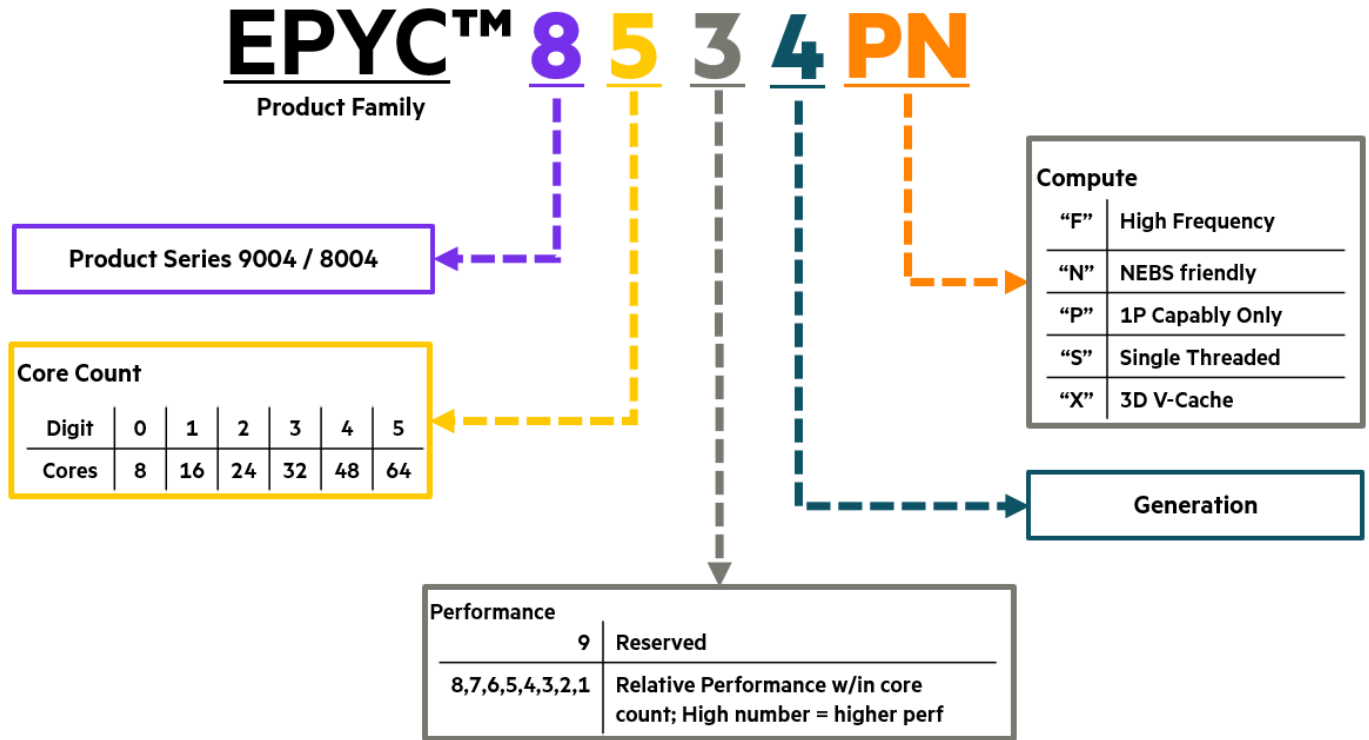 EPYC™ 8 5 3 4 PN
Product Family
Product Series 9004 / 8004
Core Count
Digit 0 1 2 3 4 5
Cores 8 16 24 32 48 64
Compute
“F” High Frequency
“N” NEBS friendly
“P” 1P Capably Only
“S” Single Threaded
“X” 3D V-Cache
Generation
Performance
9 Reserved
8,7,6,5,4,3,2,1 Relative Performance w/in core
count; High number = higher perf